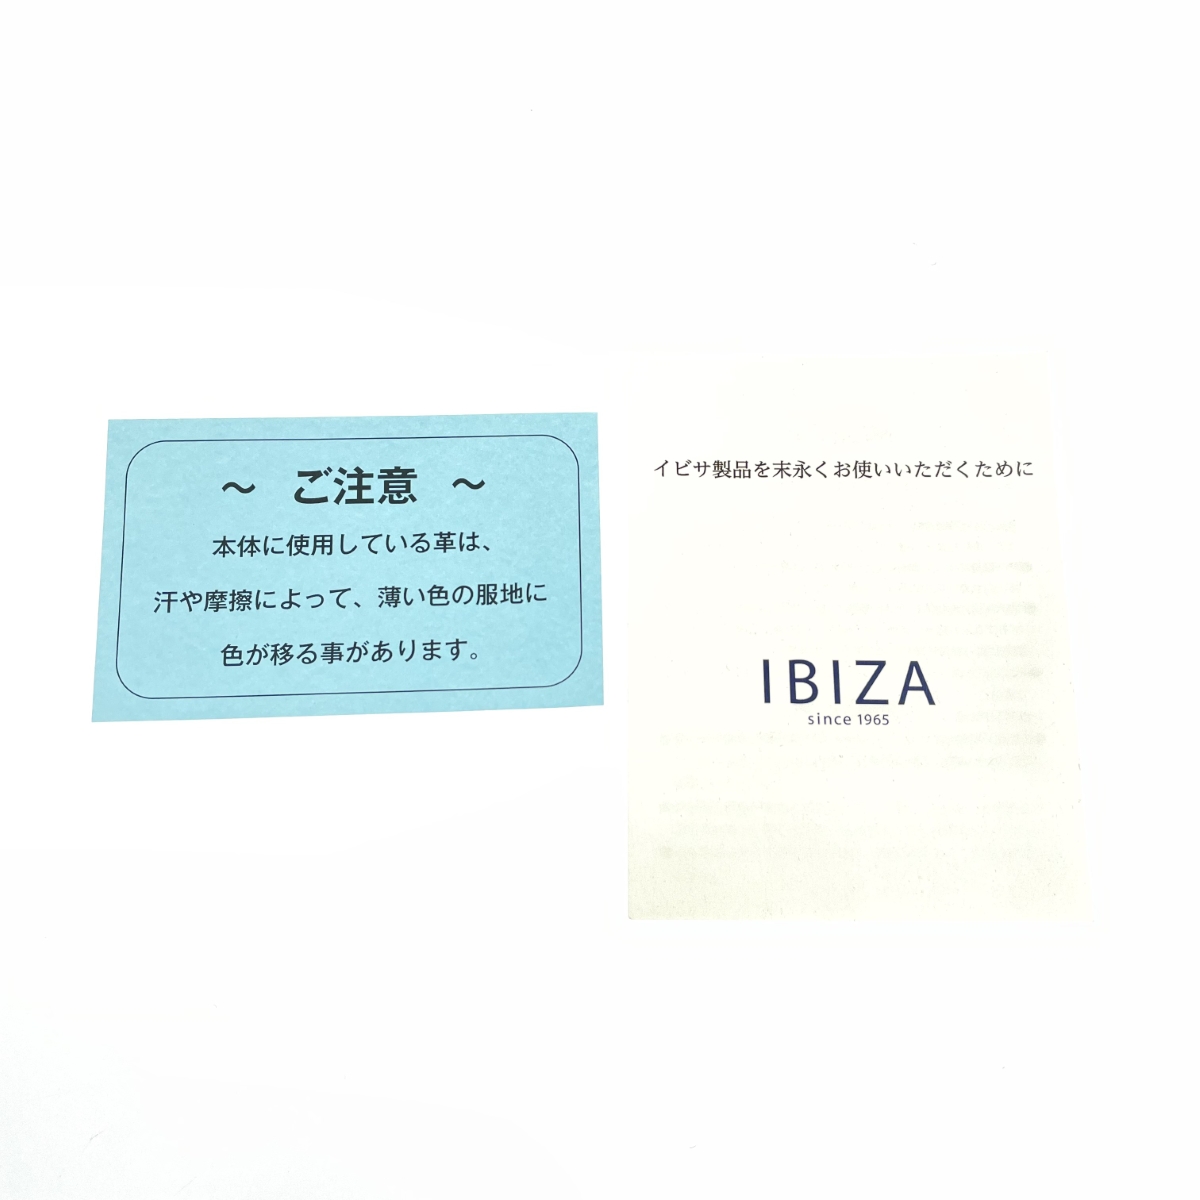 ～ ご注意 ～
本体に使用している革は、
汗や摩擦によって、薄い色の服地に
色が移る事があります。
イビサ製品を末永くお使いいただくために
IBIZA
since 1965